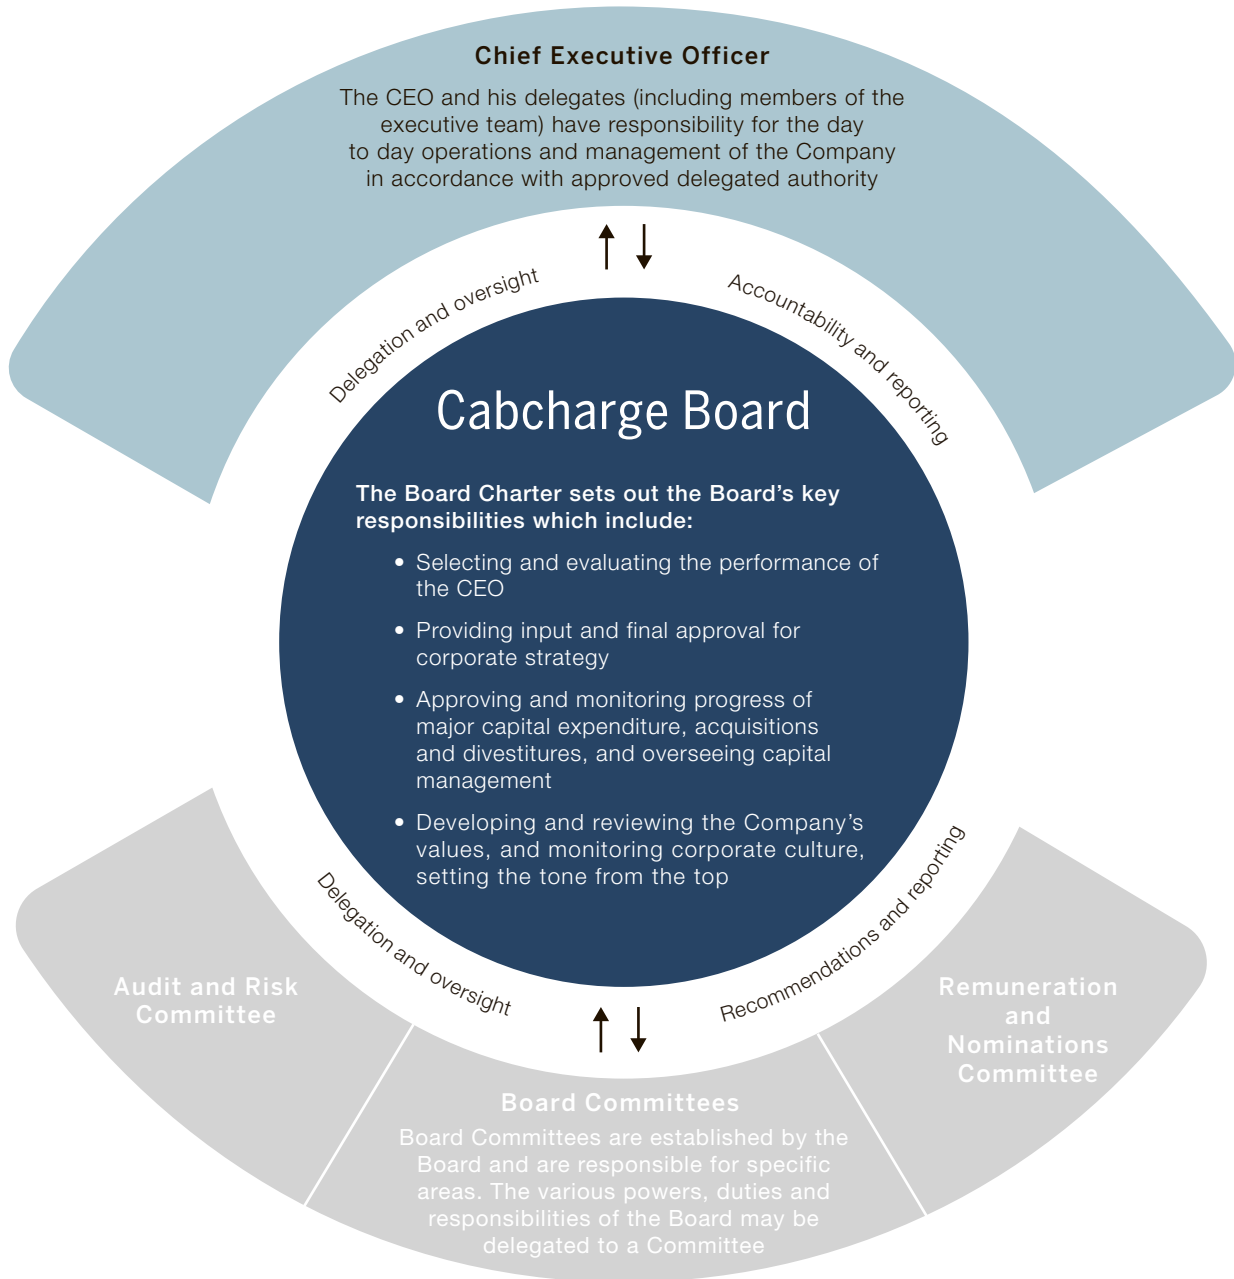 Chief Executive Officer
The CEO and his delegates (including members of the
executive team) have responsibility for the day
to day operations and management of the Company
in accordance with approved delegated authority
Delegation and oversight
Accountability and reporting
Cabcharge Board
The Board Charter sets out the Board’s key
responsibilities which include:
• Selecting and evaluating the performance of
the CEO
• Providing input and final approval for
corporate strategy
• Approving and monitoring progress of
major capital expenditure, acquisitions
and divestitures, and overseeing capital
management
• Developing and reviewing the Company’s
values, and monitoring corporate culture,
setting the tone from the top
Delegation and oversight
Recommendations and reporting
Audit and Risk
Committee
Board Committees
Board Committees are established by the
Board and are responsible for specific
areas. The various powers, duties and
responsibilities of the Board may be
delegated to a Committee
Remuneration
and
Nominations
Committee